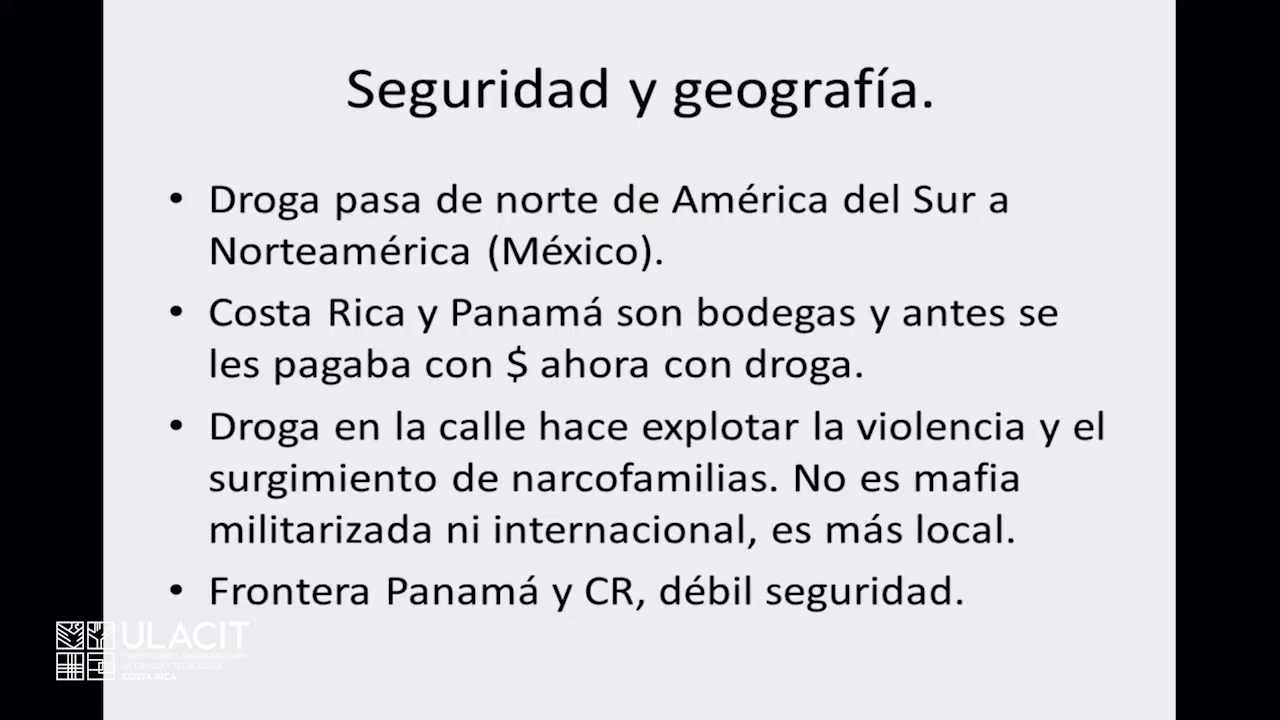 Seguridad y geografía.
• Droga pasa de norte de América del Sur a
Norteamérica (México).
• Costa Rica y Panamá son bodegas y antes se
les pagaba con $ ahora con droga.
• Droga en la calle hace explotar la violencia y el
surgimiento de narcofamilias. No es mafia
militarizada ni internacional, es más local.
• Frontera Panamá y CR, débil seguridad.
ULACIT
COSTA RICA